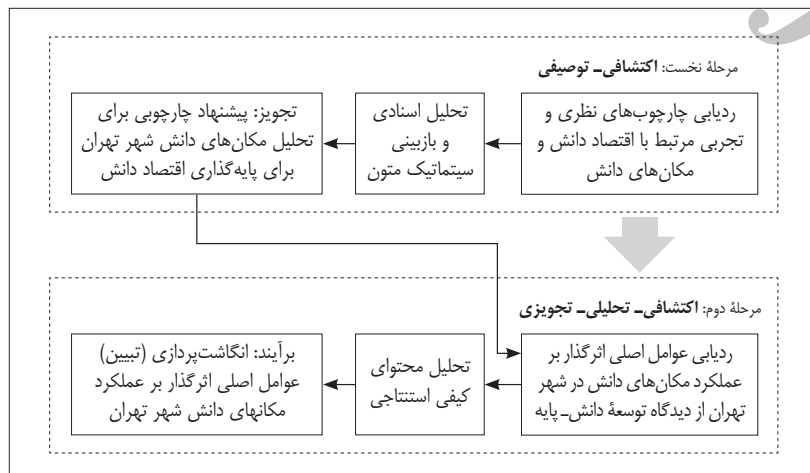 مرحلهٔ نخست: اکتشافی– توصیفی
ردیابی چارچوب‌های نظری و
تجربی مرتبط با اقتصاد دانش و
مکان‌های دانش
تحلیل اسنادی
و بازبینی
سیتماتیک متون
تجویز: پیشنهاد چارچوبی برای
تحلیل مکان‌های دانش شهر تهران
برای پایه‌گذاری اقتصاد دانش
مرحلهٔ دوم: اکتشافی– تحلیلی– تجویزی
ردیابی عوامل اصلی اثرگذار بر
عملکرد مکان‌های دانش در شهر
تهران از دیدگاه توسعهٔ دانش– پایه
تحلیل محتوای
کیفی استنتاجی
برآیند: انگاشت‌پردازی (تبیین)
عوامل اصلی اثرگذار بر عملکرد
مکانهای دانش شهر تهران